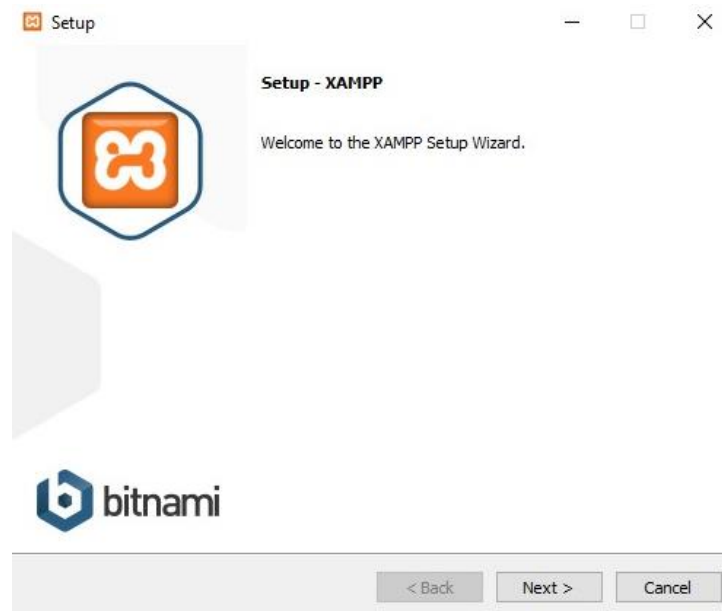 Setup
Setup - XAMPP
Welcome to the XAMPP Setup Wizard.
bitnami
< Back
Next >
Cancel